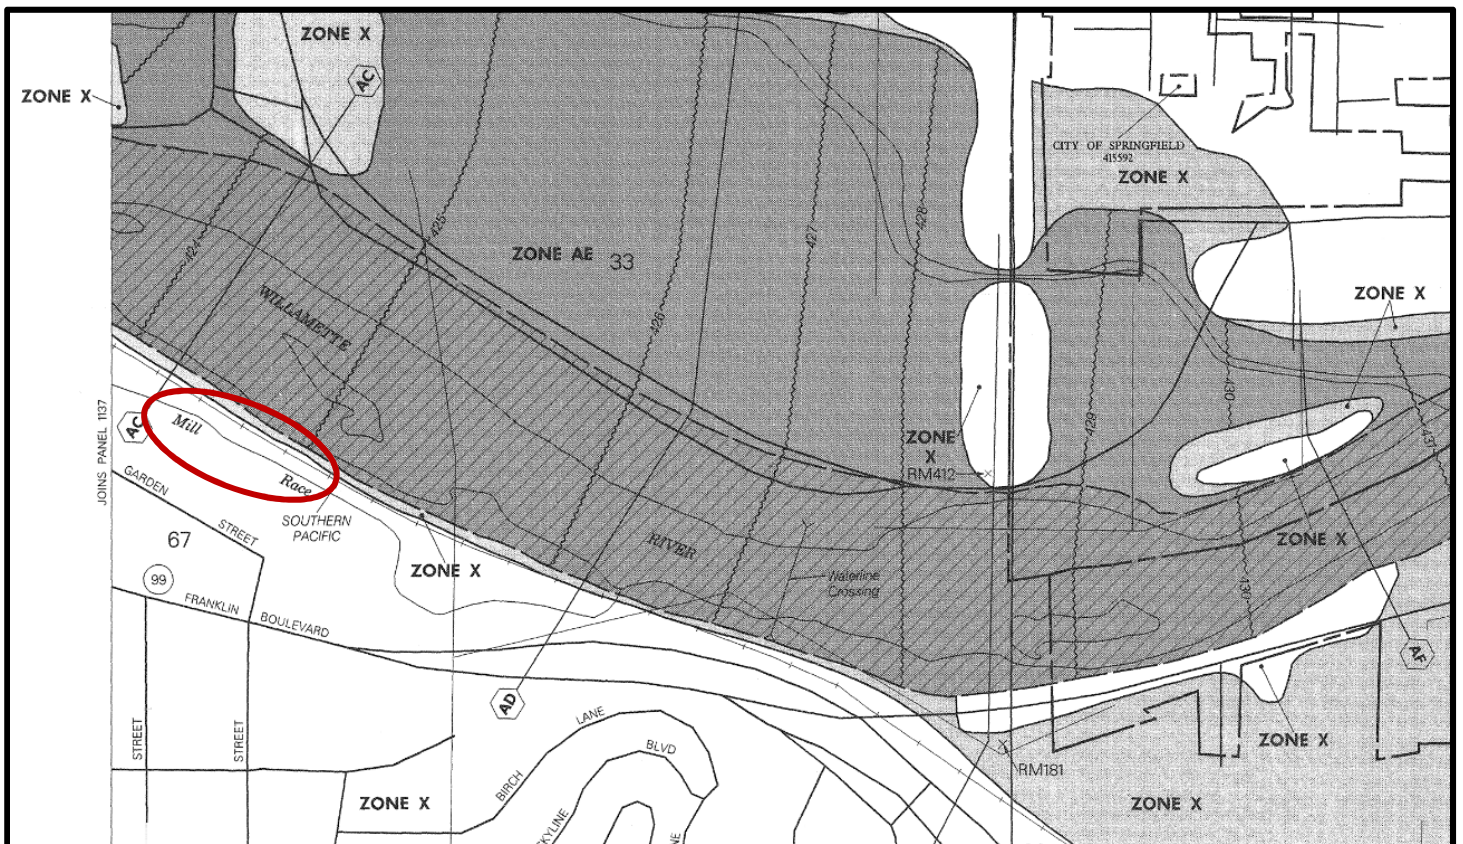 ZONE X
AC
ZONE X
CITY OF SPRINGFIELD
415592
ZONE X
425
428
427
424
ZONE AE 33
ZONE X
WILLAMETTE
426
430
JOINS PANEL 1137
AC
Mill
Race
429
431
ZONE
X
RM412
GARDEN
STREET
SOUTHERN
PACIFIC
67
RIVER
ZONE X
99
ZONE X
Waterline
Crossing
430
FRANKLIN
BOULEVARD
AF
AD
LANE
STREET
STREET
BLVD
ZONE X
RM181
BIRCH
ZONE X
ZONE X